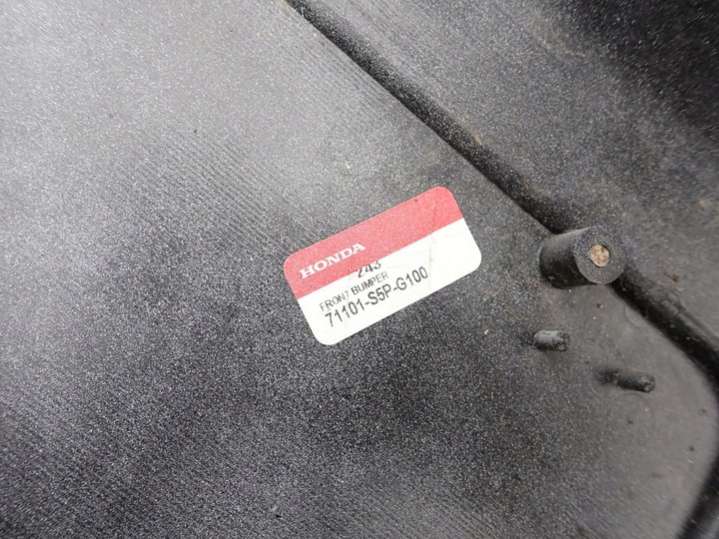 HONDA
243
FRONT BUMPER
71101-S5P-G100